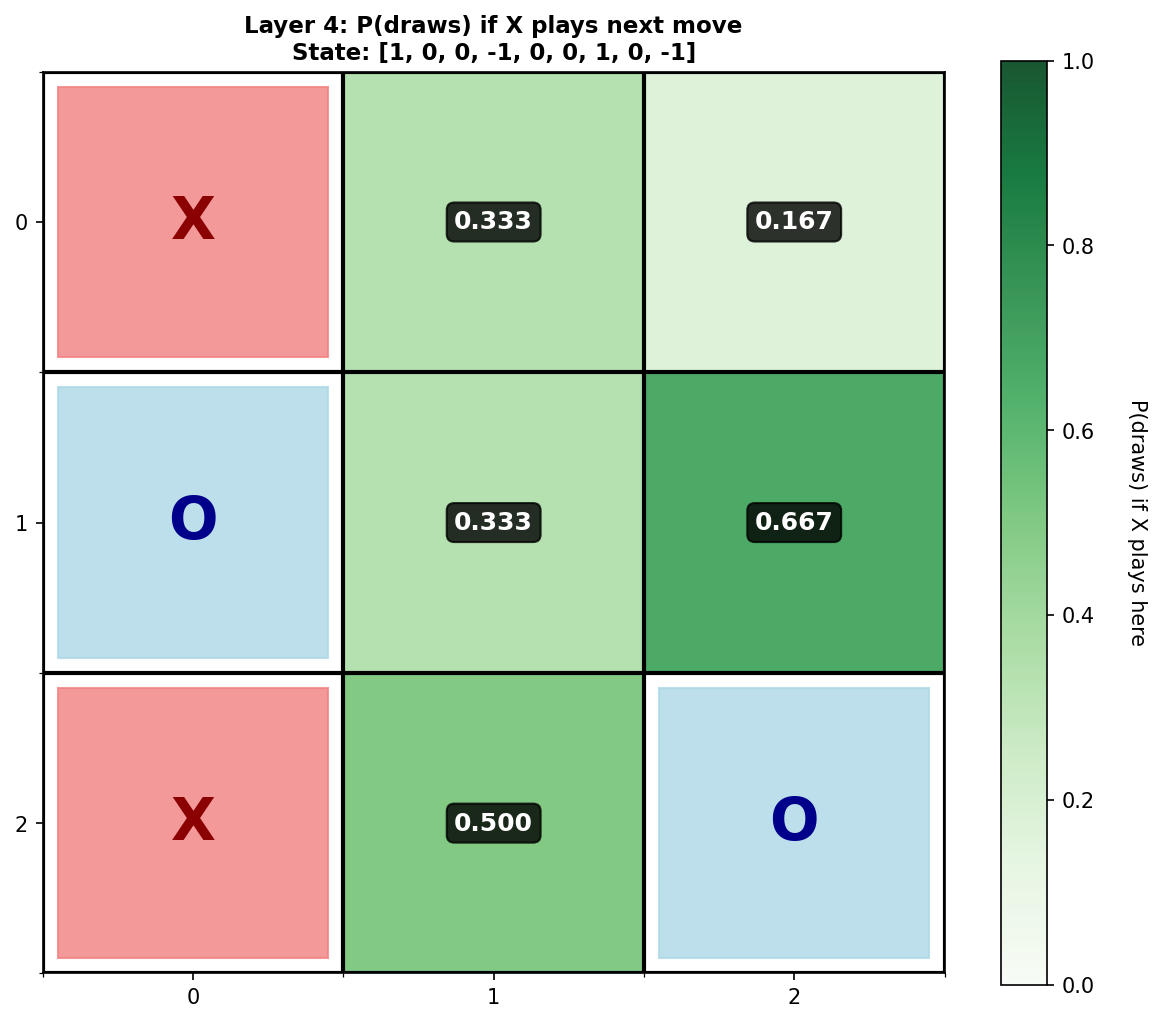 Layer 4: P(draws) if X plays next move
State: [1, 0, 0, -1, 0, 0, 1, 0, -1]
X
0.333
0.167
O
0.333
0.667
X
0.500
O
0
1
2
0
1
2
1.0
0.8
0.6
0.4
0.2
0.0
P(draws) if X plays here